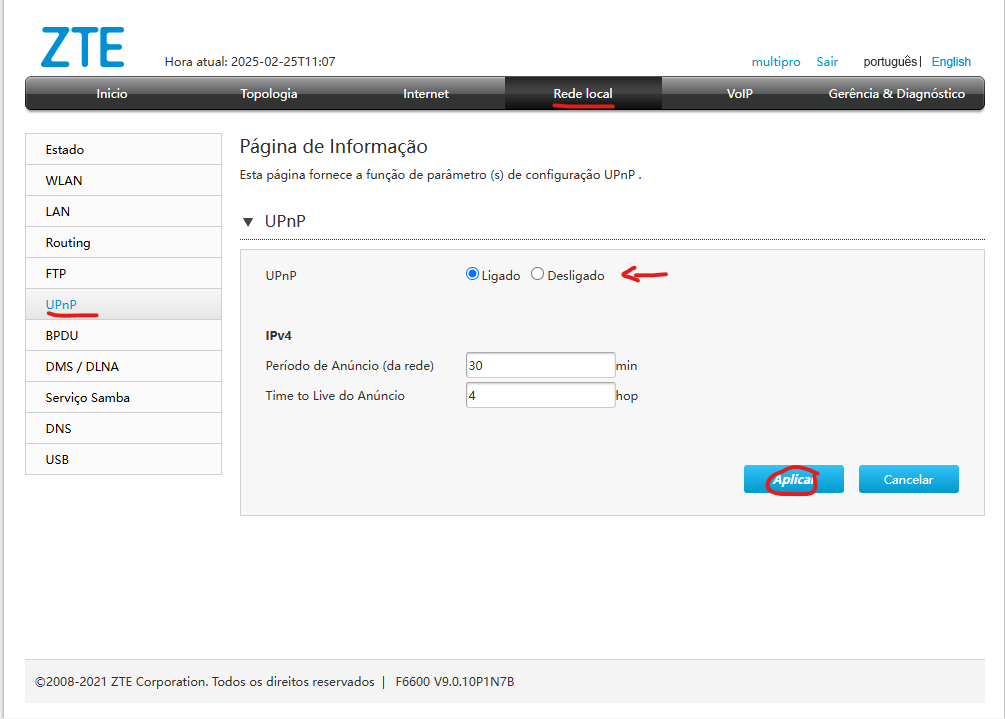 ZTE
Hora atual: 2025-02-25T11:07
multipro Sair português| English
Inicio Topologia Internet Rede local VoIP Gerência & Diagnóstico
Estado
WLAN
LAN
Routing
FTP
UPnP
BPDU
DMS / DLNA
Serviço Samba
DNS
USB
Página de Informação
Esta página fornece a função de parâmetro (s) de configuração UPnP .
UPnP
UPnP Ligado Desligado
IPv4
Período de Anúncio (da rede) 30 min
Time to Live do Anúncio 4 hop
Aplicar Cancelar
©2008-2021 ZTE Corporation. Todos os direitos reservados | F6600 V9.0.10P1N7B